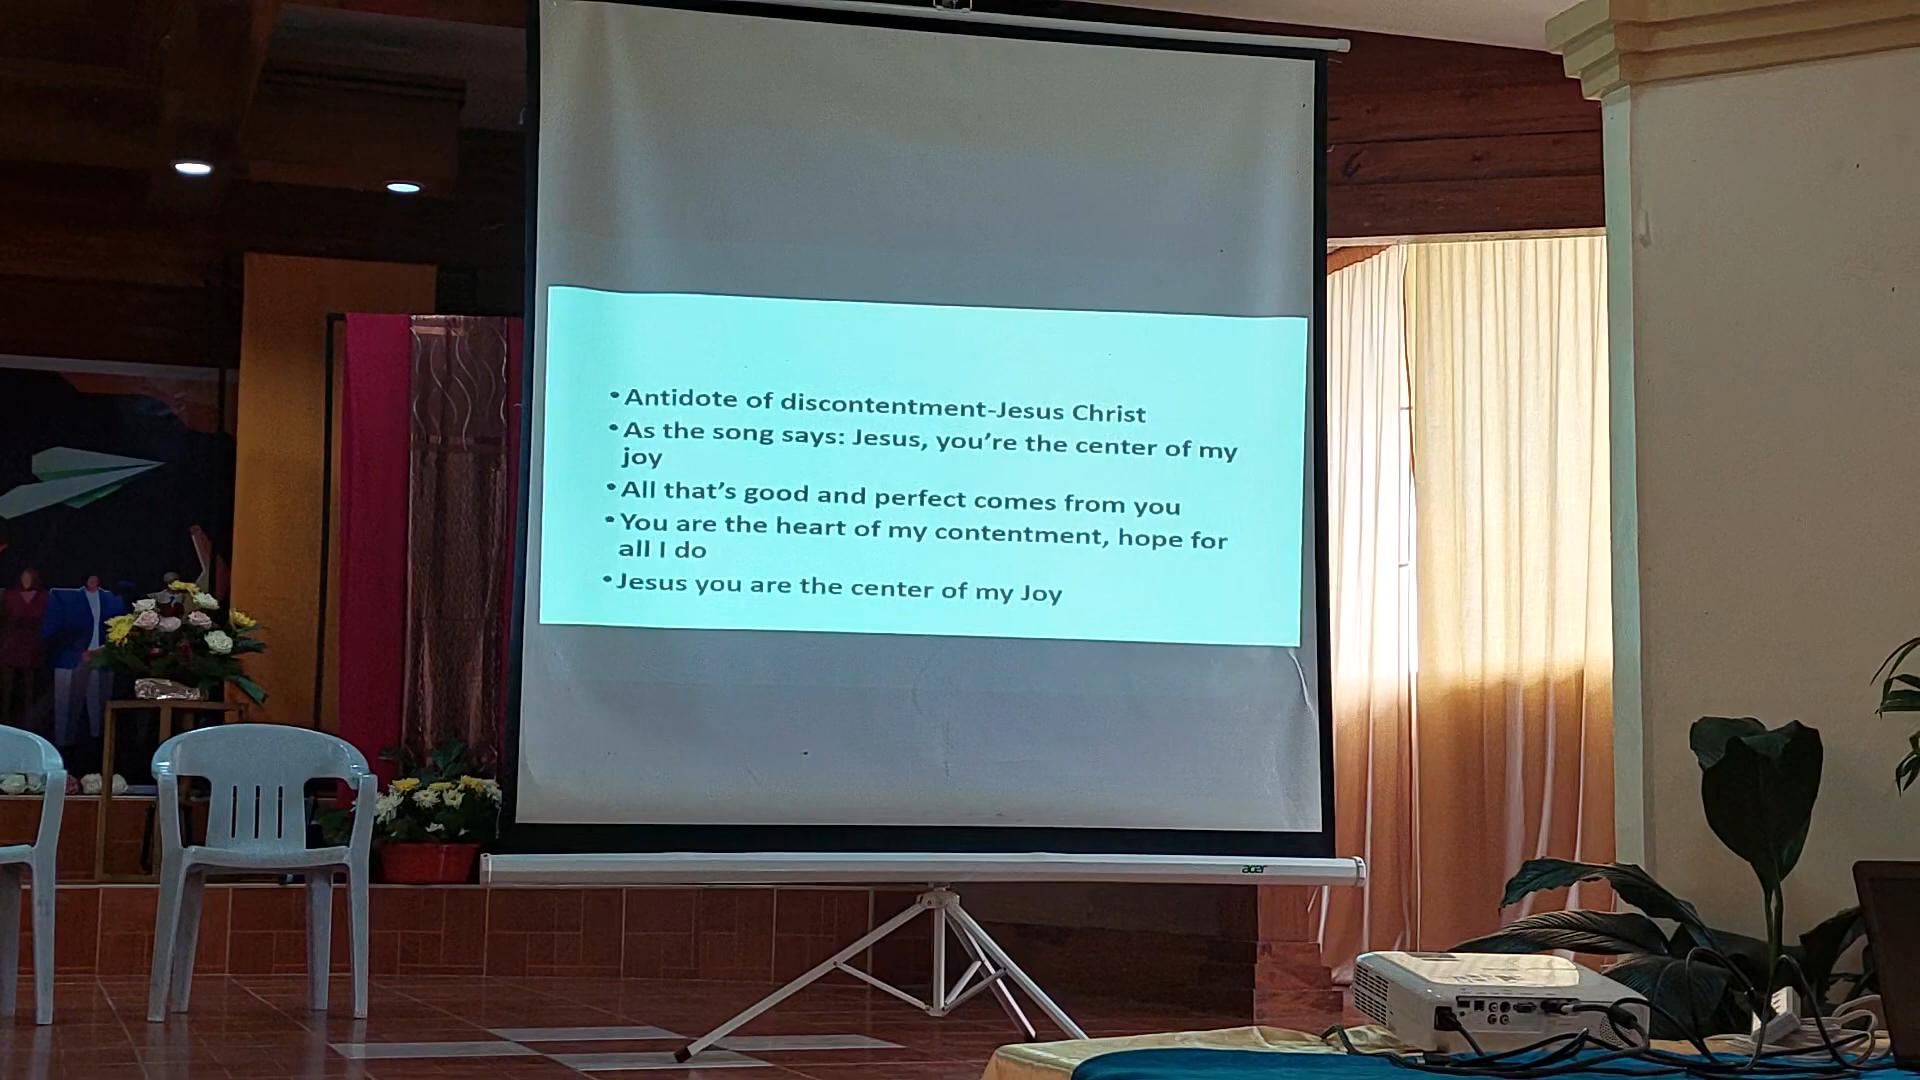 •Antidote of discontentment-Jesus Christ
•As the song says: Jesus, you're the center of my
joy
•All that's good and perfect comes from you
•You are the heart of my contentment, hope for
all I do
•Jesus you are the center of my Joy
acer